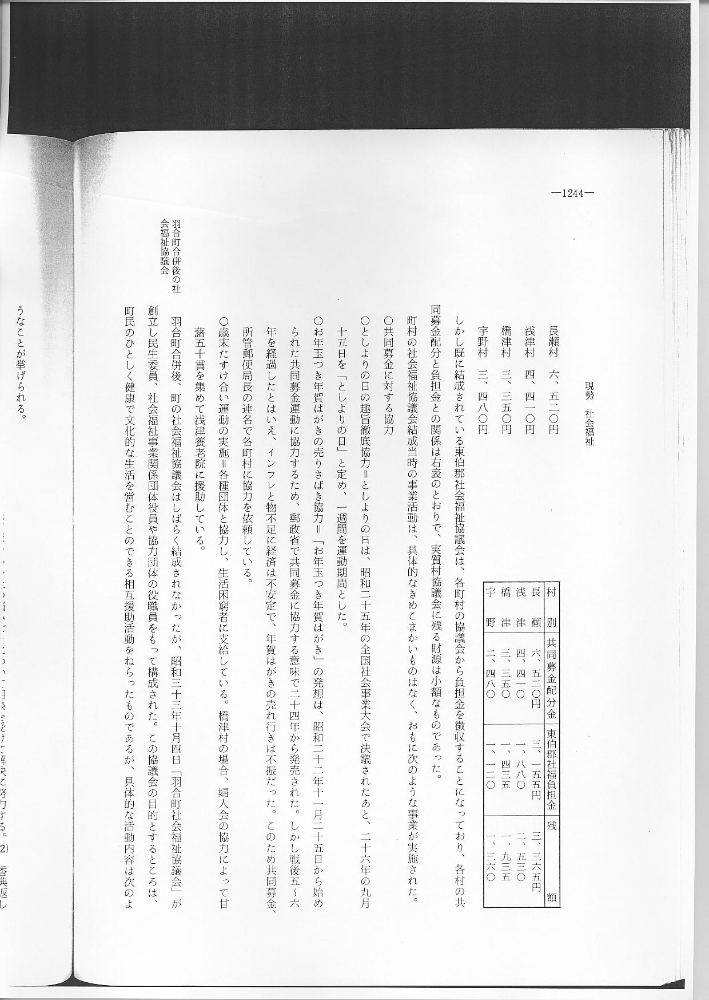 ―1244―
現勢　社会福祉
長瀬村　六、五二〇円
浅津村　四、四一〇円
橋津村　三、三五〇円
宇野村　三、四八〇円
村別　共同募金配分金　東伯郡社福負担金　残額
長瀬　六、五二〇円　三、一五五円　三、三六五円
浅津　四、四一〇　一、八八〇　二、五三〇
橋津　三、三五〇　一、四三五　一、九三五
宇野　二、四八〇　一、一二〇　一、三六〇
しかし既に結成されている東伯郡社会福祉協議会は、各町村の協議会から負担金を徴収することになっており、各村の共
同募金配分と負担金との関係は右表のとおりで、実質村協議会に残る財源は小額なものであった。
町村の社会福祉協議会結成当時の事業活動は、具体的なきめこまかいものはなく、おもに次のような事業が実施された。
〇共同募金に対する協力
〇としよりの日の趣旨徹底協力＝としよりの日は、昭和二十五年の全国社会事業大会で決議されたあと、二十六年の九月
十五日を「としよりの日」と定め、一週間を運動期間とした。
〇お年玉つき年賀はがきの売りさばき協力＝「お年玉つき年賀はがき」の発想は、昭和二十二年十一月二十五日から始め
られた共同募金運動に協力するため、郵政省で共同募金に協力する意味で二十四年から発売された。しかし戦後五～六
年を経過したとはいえ、インフレと物不足に経済は不安定で、年賀はがきの売れ行きは不振だった。このため共同募金、
所管郵便局長の連名で各町村に協力を依頼している。
〇歳末たすけ合い運動の実施＝各種団体と協力し、生活困窮者に支給している。橋津村の場合、婦人会の協力によって甘
藷五十貫を集めて浅津養老院に援助している。
羽合町合併後の社
会福祉協議会
羽合町合併後、町の社会福祉協議会はしばらく結成されなかったが、昭和三十三年十月四日「羽合町社会福祉協議会」が
創立し民生委員、社会福祉事業関係団体役員や協力団体の役職員をもって構成された。この協議会の目的とするところは、
町民のひとしく健康で文化的な生活を営むことのできる相互援助活動をねらったものであるが、具体的な活動内容は次のよ
うなことが挙げられる。